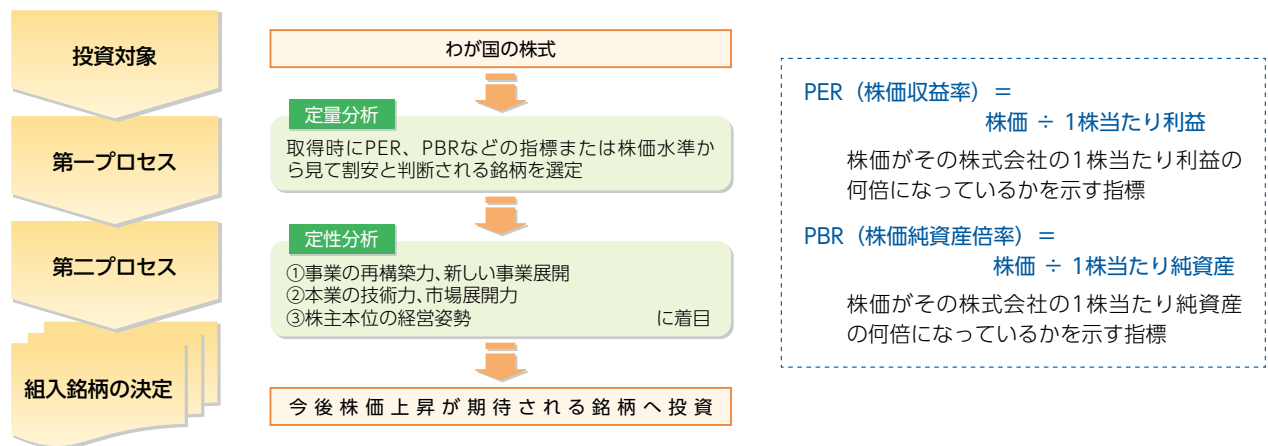 投資対象
わが国の株式
第一プロセス
定量分析
取得時にPER、PBRなどの指標または株価水準か
ら見て割安と判断される銘柄を選定
第二プロセス
定性分析
①事業の再構築力、新しい事業展開
②本業の技術力、市場展開力
③株主本位の経営姿勢 に着目
組入銘柄の決定
今後株価上昇が期待される銘柄へ投資
PER（株価収益率）＝
株価 ÷ 1株当たり利益
株価がその株式会社の1株当たり利益の
何倍になっているかを示す指標
PBR（株価純資産倍率）＝
株価 ÷ 1株当たり純資産
株価がその株式会社の1株当たり純資産
の何倍になっているかを示す指標